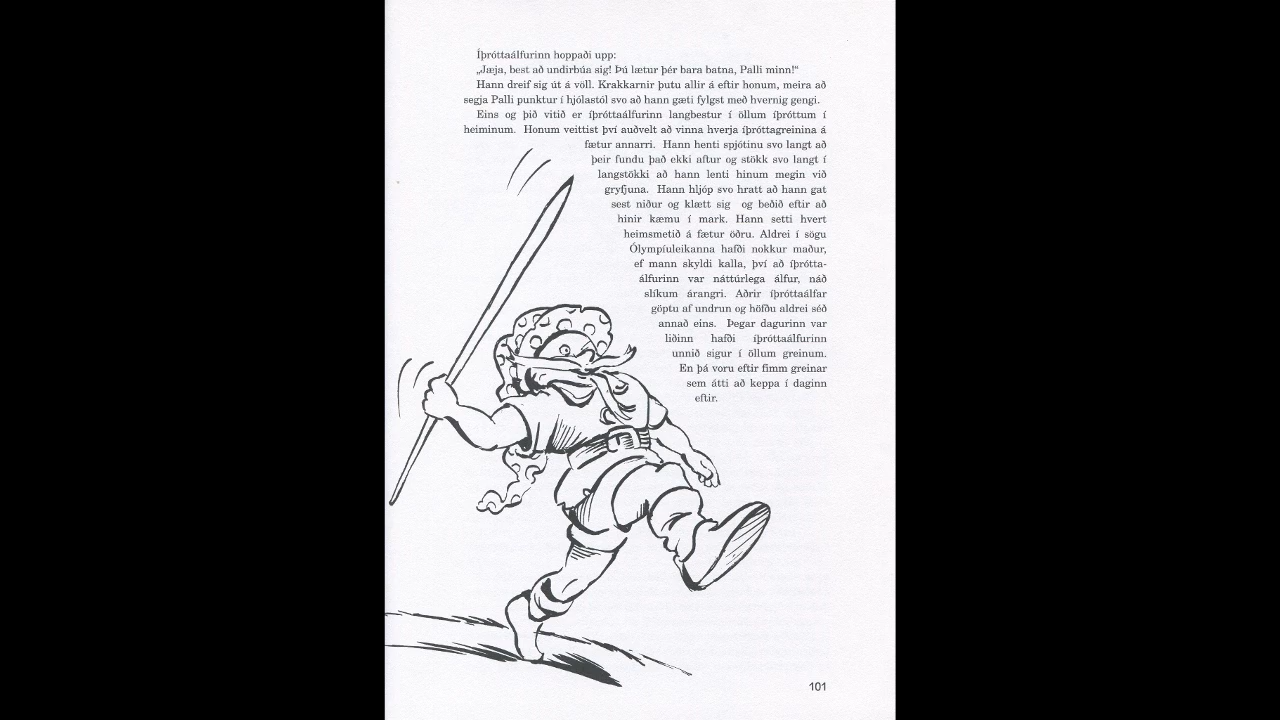 Íþróttaálfurinn hoppaði upp:
„Jæja, best að undirbúa sig! Þú lætur þér bara batna, Palli minn!“
Hann dreif sig út á völl. Krakkarnir þutu allir á eftir honum, meira að
segja Palli punktur í hjólastól svo að hann gæti fylgst með hvernig gengi.
Eins og þið vitið er íþróttaálfurinn langbestur í öllum íþróttum í
heiminum. Honum veittist því auðvelt að vinna hverja íþróttagreinina á
fætur annarri. Hann henti spjótinu svo langt að
þeir fundu það ekki aftur og stökk svo langt í
langstökki að hann lenti hinum megin við
gryfjuna. Hann hljóp svo hratt að hann gat
sest niður og klætt sig og beðið eftir að
hinir kæmu í mark. Hann setti hvert
heimsmetið á fætur öðru. Aldrei í sögu
Ólympíuleikanna hafði nokkur maður,
ef mann skyldi kalla, því að íþrótta-
álfurinn var náttúrlega álfur, náð
slíkum árangri. Aðrir íþróttaálfar
göptu af undrun og höfðu aldrei séð
annað eins. Þegar dagurinn var
liðinn hafði íþróttaálfurinn
unnið sigur í öllum greinum.
En þá voru eftir fimm greinar
sem átti að keppa í daginn
eftir.
101